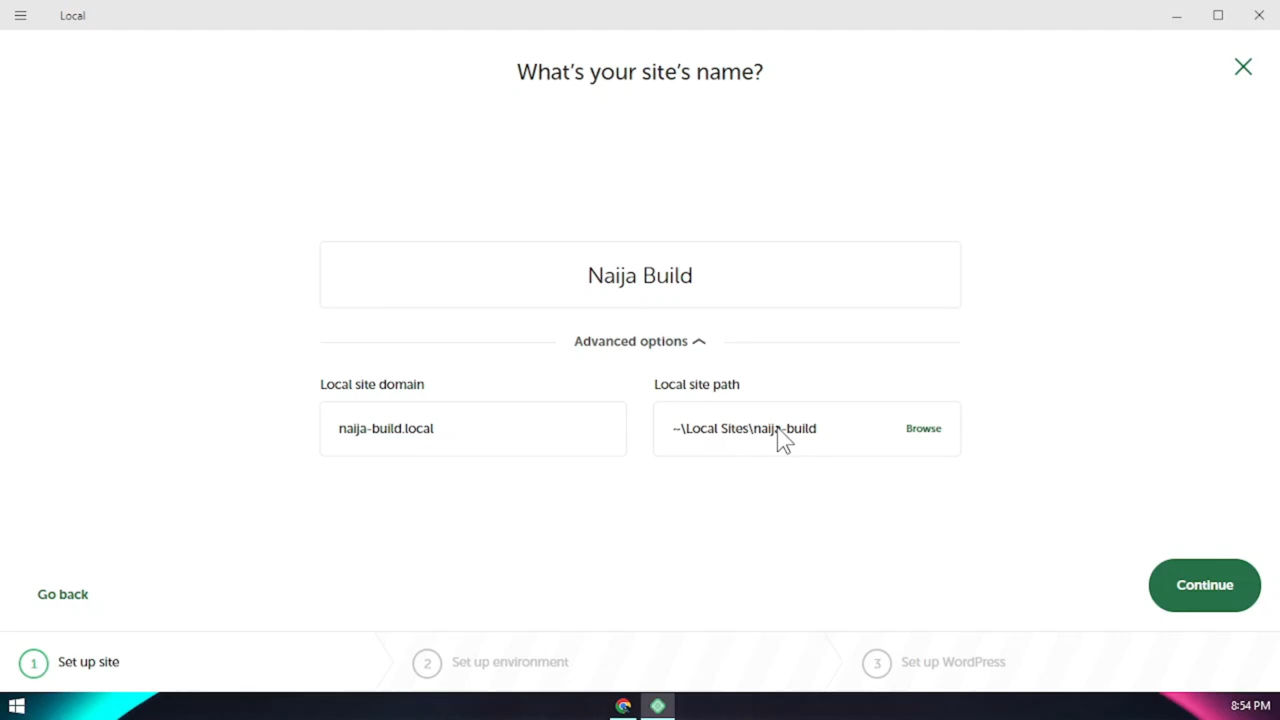 Local
What's your site's name?
Naija Build
Advanced options
Local site domain
Local site path
naija-build.local
~\Local Sites\naija-build
Browse
Go back
Continue
1 Set up site
2 Set up environment
3 Set up WordPress
8:54 PM